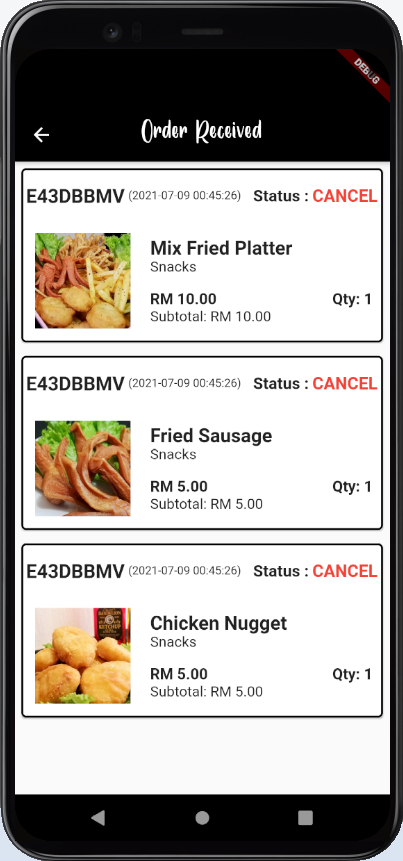 DEBUG
Order Received
E43DBBMV (2021-07-09 00:45:26) Status : CANCEL
Mix Fried Platter
Snacks
RM 10.00 Qty: 1
Subtotal: RM 10.00
E43DBBMV (2021-07-09 00:45:26) Status : CANCEL
Fried Sausage
Snacks
RM 5.00 Qty: 1
Subtotal: RM 5.00
E43DBBMV (2021-07-09 00:45:26) Status : CANCEL
KETCHUP
Chicken Nugget
Snacks
RM 5.00 Qty: 1
Subtotal: RM 5.00